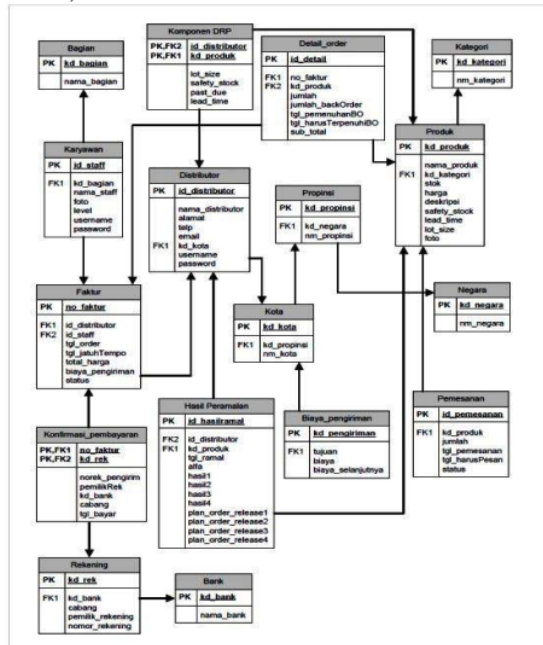 Bagian
PK kd_bagian
nama_bagian
Komponen DRP
PK,FK2 id_distributor
PK,FK1 kd_produk
lot_size
safety_stock
past_due
lead_time
Detail_order
PK id_detail
FK1 no_faktur
FK2 kd_produk
jumlah
jumlah_backOrder
tgl_pemenuhanBO
tgl_harusTerpenuhiBO
sub_total
Kategori
PK kd_kategori
nm_kategori
Karyawan
PK id_staff
FK1 kd_bagian
nama_staff
foto
level
username
password
Distributor
PK id_distributor
nama_distributor
alamat
telp
email
FK1 kd_kota
username
password
Propinsi
PK kd_propinsi
FK1 kd_negara
nm_propinsi
Produk
PK kd_produk
nama_produk
FK1 kd_kategori
stok
harga
deskripsi
safety_stock
lead_time
lot_size
foto
Faktur
PK no_faktur
FK1 id_distributor
FK2 id_staff
tgl_order
tgl_jatuhTempo
total_harga
biaya_pengiriman
status
Kota
PK kd_kota
FK1 kd_propinsi
nm_kota
Negara
PK kd_negara
nm_negara
Konfirmasi_pembayaran
PK,FK1 no_faktur
PK,FK2 kd_rek
norek_pengirim
pemilikRek
kd_bank
cabang
tgl_bayar
Hasil Peramalan
PK id_hasilramal
FK2 id_distributor
FK1 kd_produk
tgl_ramal
alfa
hasil1
hasil2
hasil3
hasil4
plan_order_release1
plan_order_release2
plan_order_release3
plan_order_release4
Biaya_pengiriman
PK kd_pengiriman
FK1 tujuan
biaya
biaya_selanjutnya
Pemesanan
PK id_pemesanan
FK1 kd_produk
jumlah
tgl_pemesanan
tgl_harusPesan
status
Rekening
PK kd_rek
FK1 kd_bank
cabang
pemilik_rekening
nomor_rekening
Bank
PK kd_bank
nama_bank